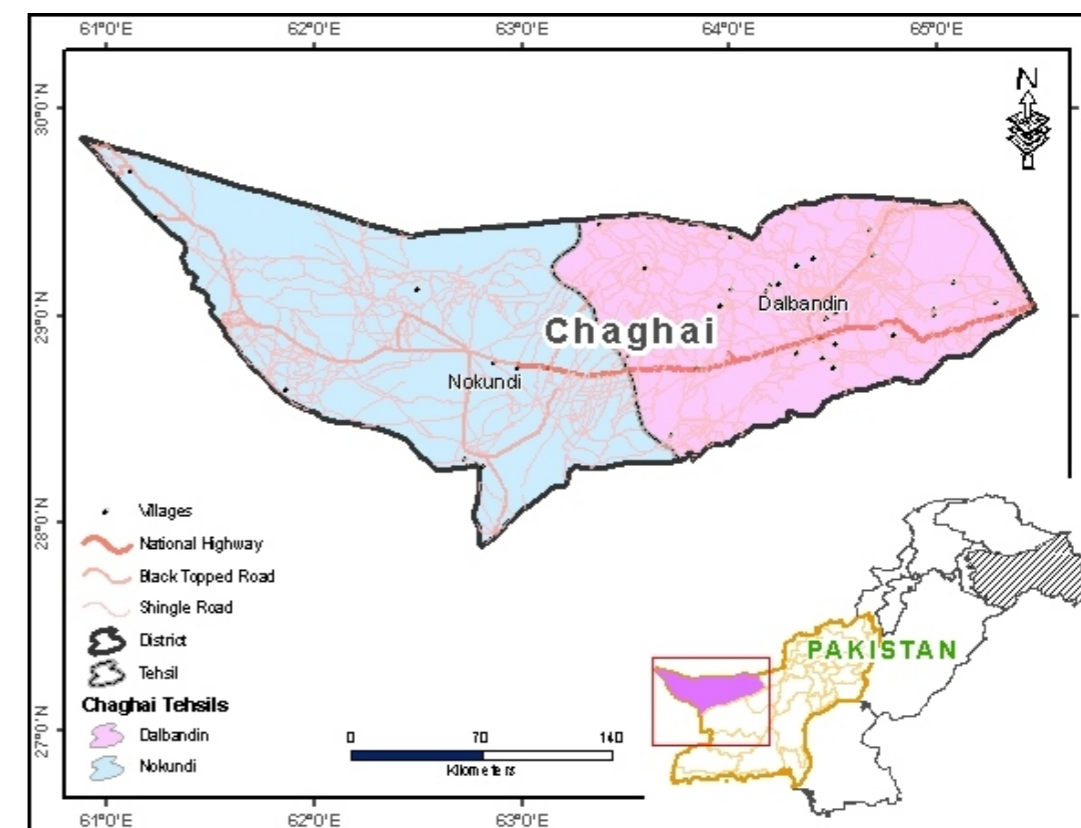 61°0'E 62°0'E 63°0'E 64°0'E 65°0'E
30°0'N
N
29°0'N
Dalbandin
Chaghai
Nokundi
28°0'N
Villages
National Highway
Black Topped Road
Shingle Road
District
Tehsil
Chaghai Tehsils
Dalbandin
Nokundi
27°0'N
0 70 140
Kilometers
PAKISTAN
61°0'E 62°0'E 63°0'E